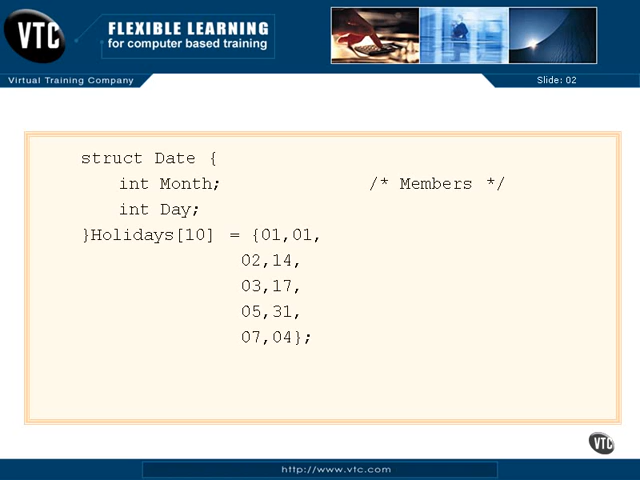 VTC
FLEXIBLE LEARNING
for computer based training
Virtual Training Company
Slide: 02
struct Date {
int Month; /* Members */
int Day;
}Holidays[10] = {01,01,
02,14,
03,17,
05,31,
07,04};
VTC
http://www.vtc.com